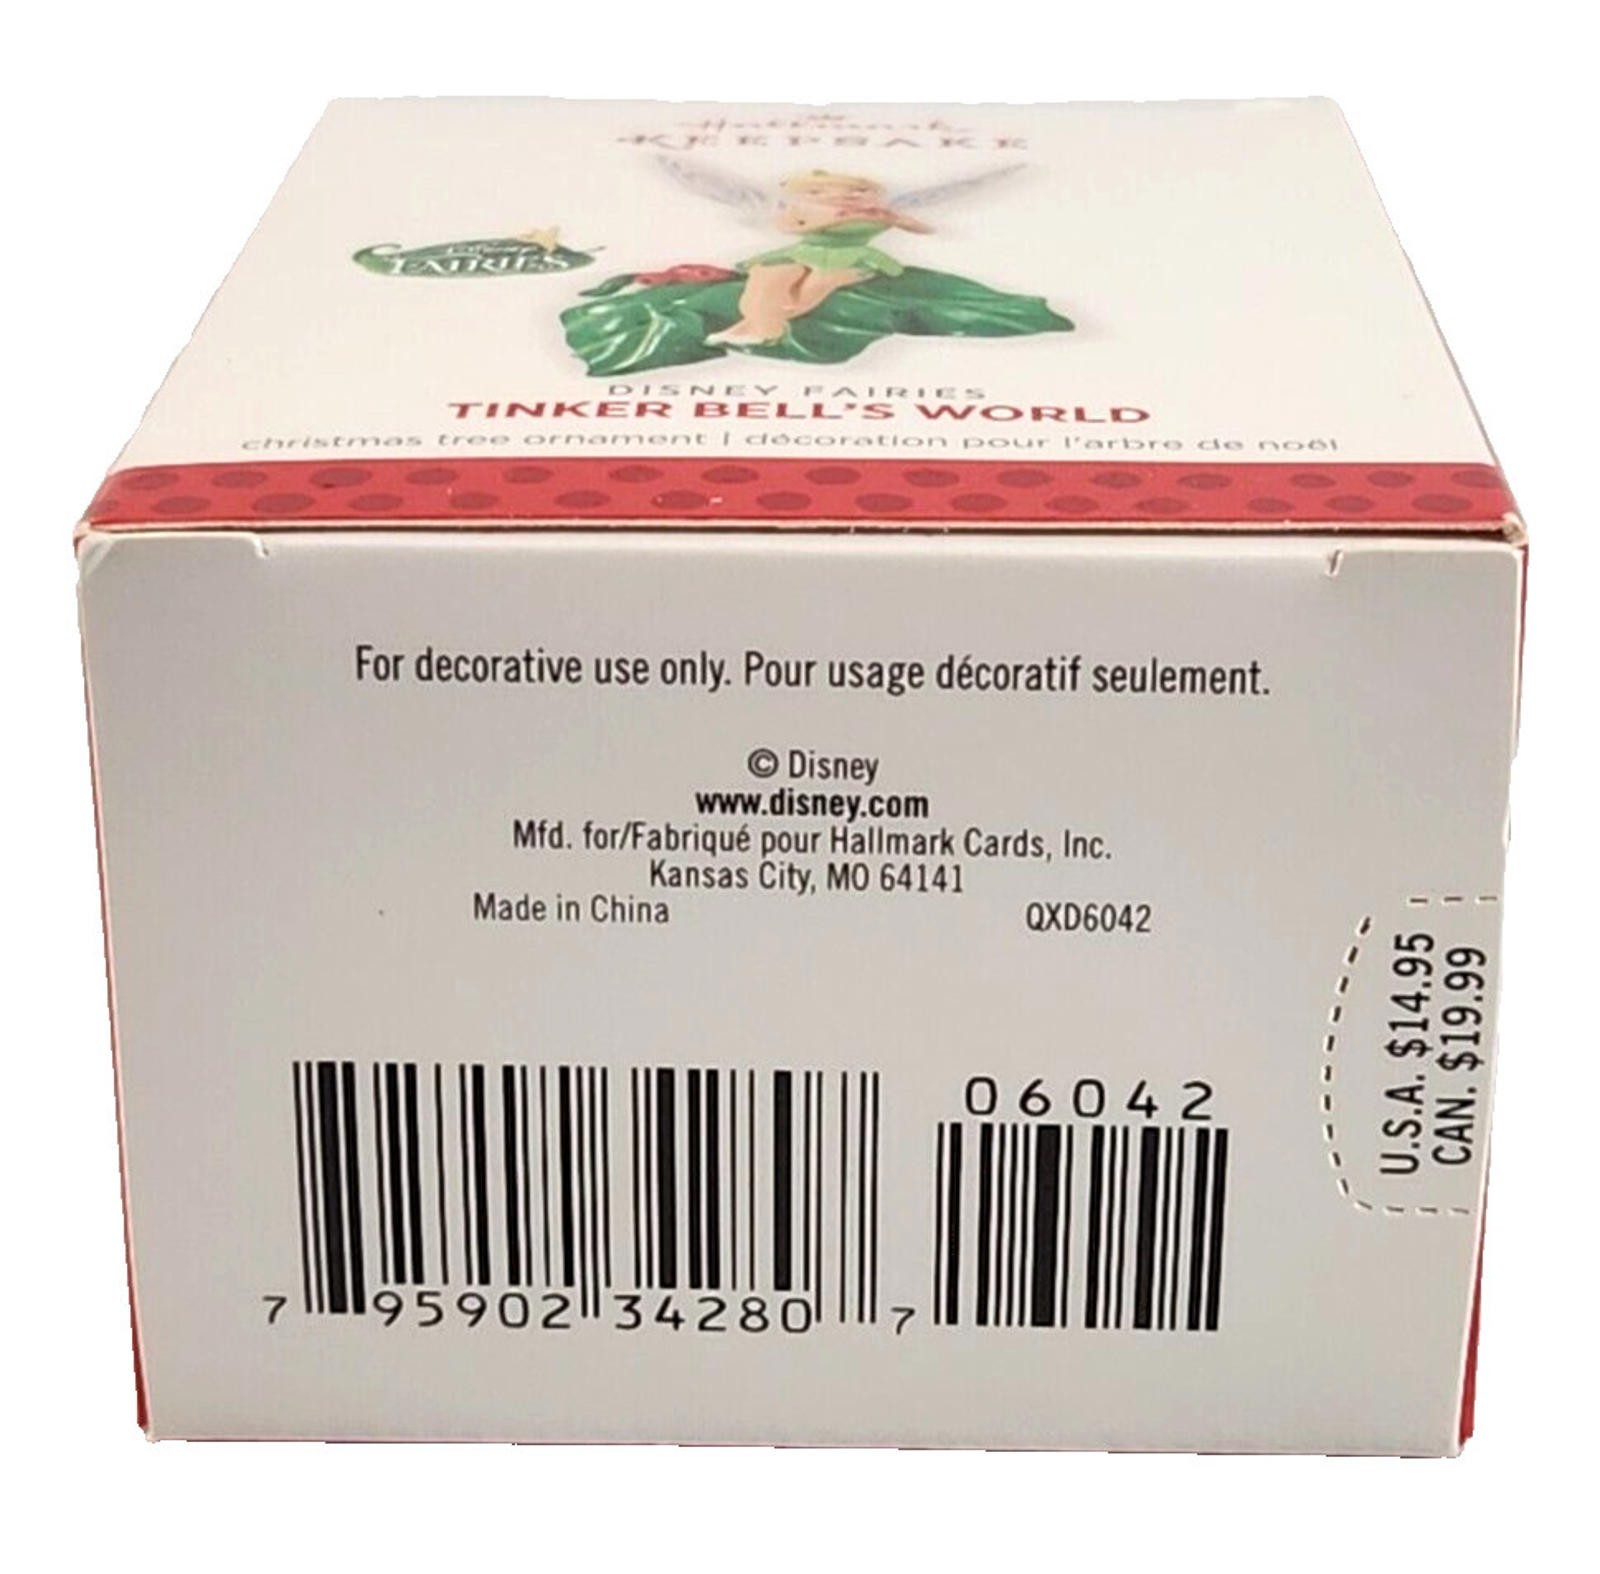 Hallmark
KEEPSAKE
Disney
FAIRIES
DISNEY FAIRIES
TINKER BELL'S WORLD
christmas tree ornament | décoration pour l'arbre de noël
For decorative use only. Pour usage décoratif seulement.
© Disney
www.disney.com
Mfd. for/Fabriqué pour Hallmark Cards, Inc.
Kansas City, MO 64141
Made in China QXD6042
U.S.A. $14.95
CAN. $19.99
06042
7 95902 34280 7